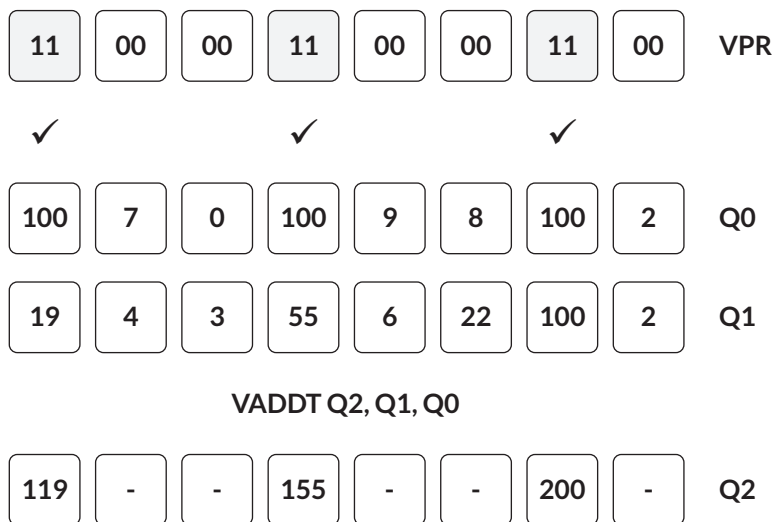 11 00 00 11 00 00 11 00 VPR
✓ ✓ ✓
100 7 0 100 9 8 100 2 Q0
19 4 3 55 6 22 100 2 Q1
VADDT Q2, Q1, Q0
119 - - 155 - - 200 - Q2